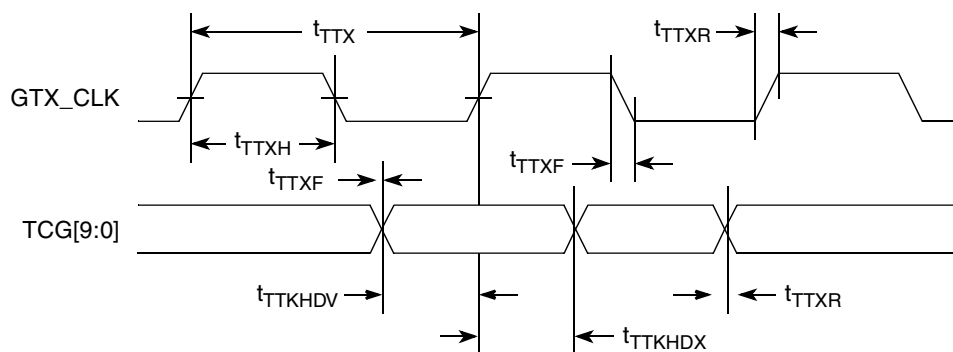 tTTX
tTTXR
GTX_CLK
tTTXH
tTTXF
tTTXF
TCG[9:0]
tTTKHDV
tTTXR
tTTKHDX